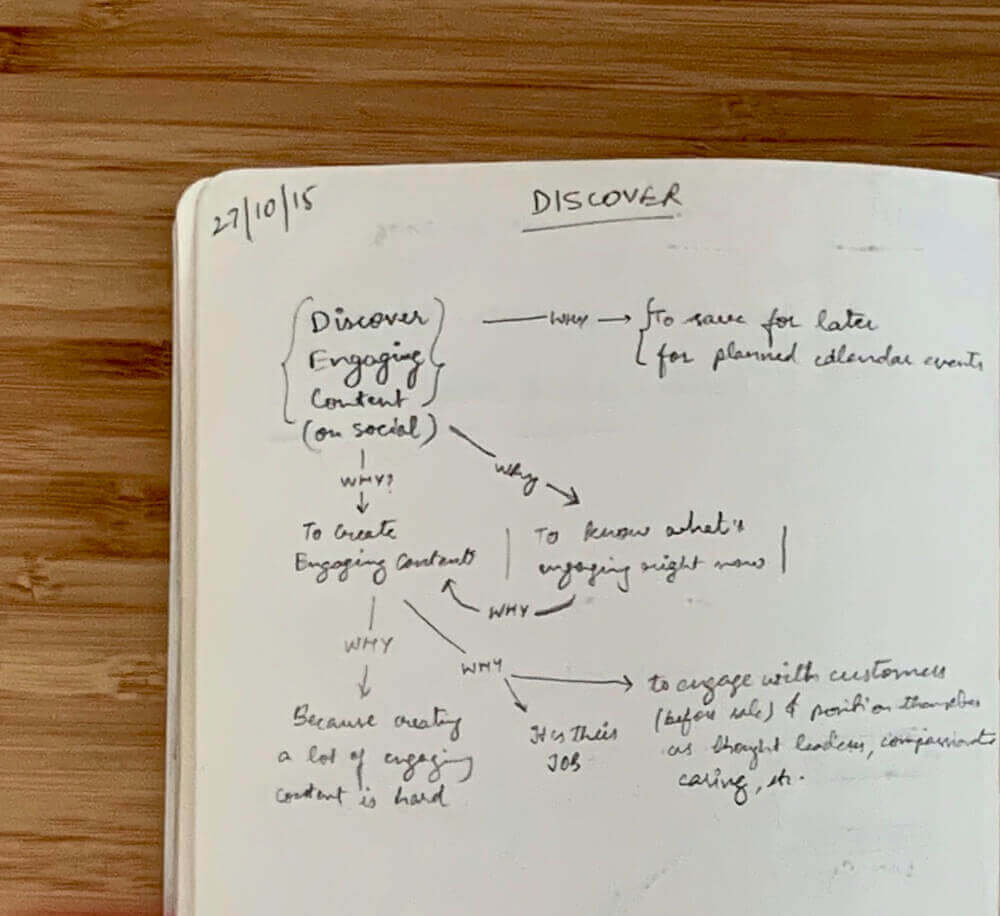 27/10/15
DISCOVER
Discover
Engaging
Content
(on social)
WHY
To save for later
for planned calendar events
WHY?
Why
To Create
Engaging Contents
To know what's
engaging right now
WHY
WHY
WHY
Because creating
a lot of engaging
content is hard
It is their
JOB
to engage with customers
(before sale) & position themselves
as thought leaders, compassionate
caring, etc.